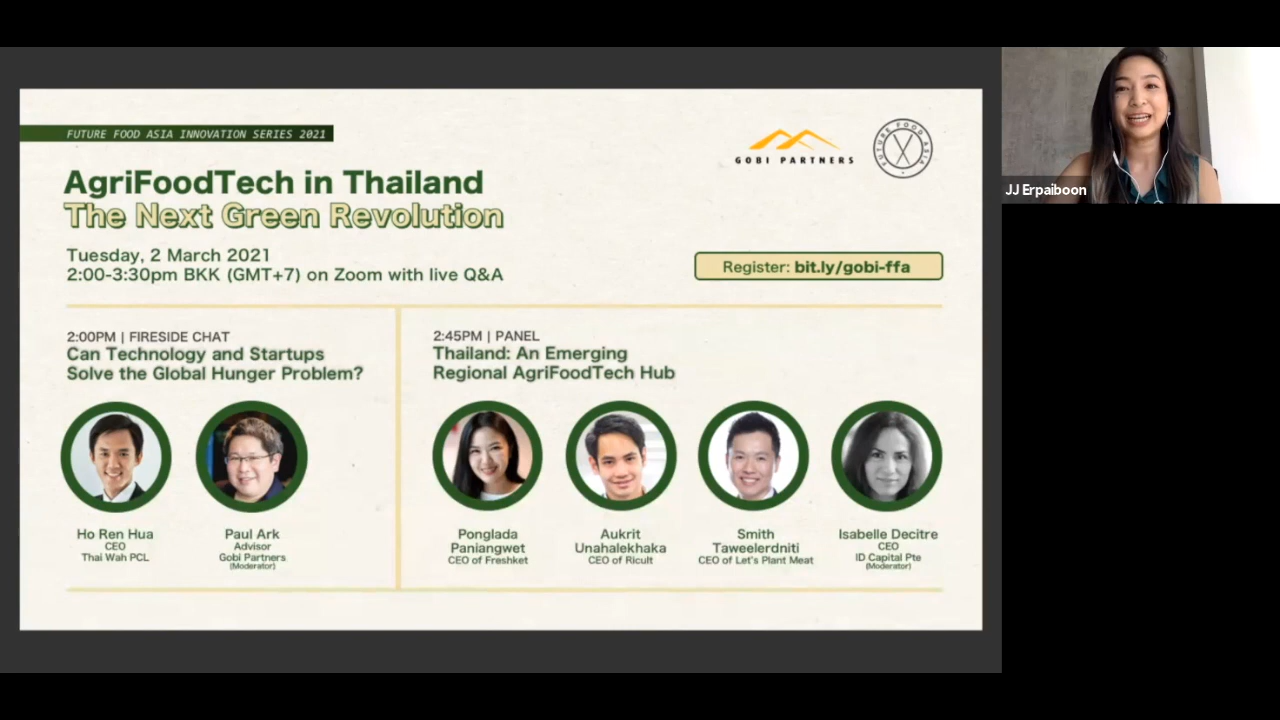 FUTURE FOOD ASIA INNOVATION SERIES 2021
GOBI PARTNERS
FUTURE FOOD ASIA
AgriFoodTech in Thailand
The Next Green Revolution
Tuesday, 2 March 2021
2:00-3:30pm BKK (GMT+7) on Zoom with live Q&A
Register: bit.ly/gobi-ffa
2:00PM | FIRESIDE CHAT
Can Technology and Startups
Solve the Global Hunger Problem?
Ho Ren Hua
CEO
Thai Wah PCL
Paul Ark
Advisor
Gobi Partners
(Moderator)
2:45PM | PANEL
Thailand: An Emerging
Regional AgriFoodTech Hub
Ponglada
Paniangwet
CEO of Freshket
Aukrit
Unahalekhaka
CEO of Ricult
Smith
Taweelerdniti
CEO of Let's Plant Meat
Isabelle Decitre
CEO
ID Capital Pte
(Moderator)
JJ Erpaiboon